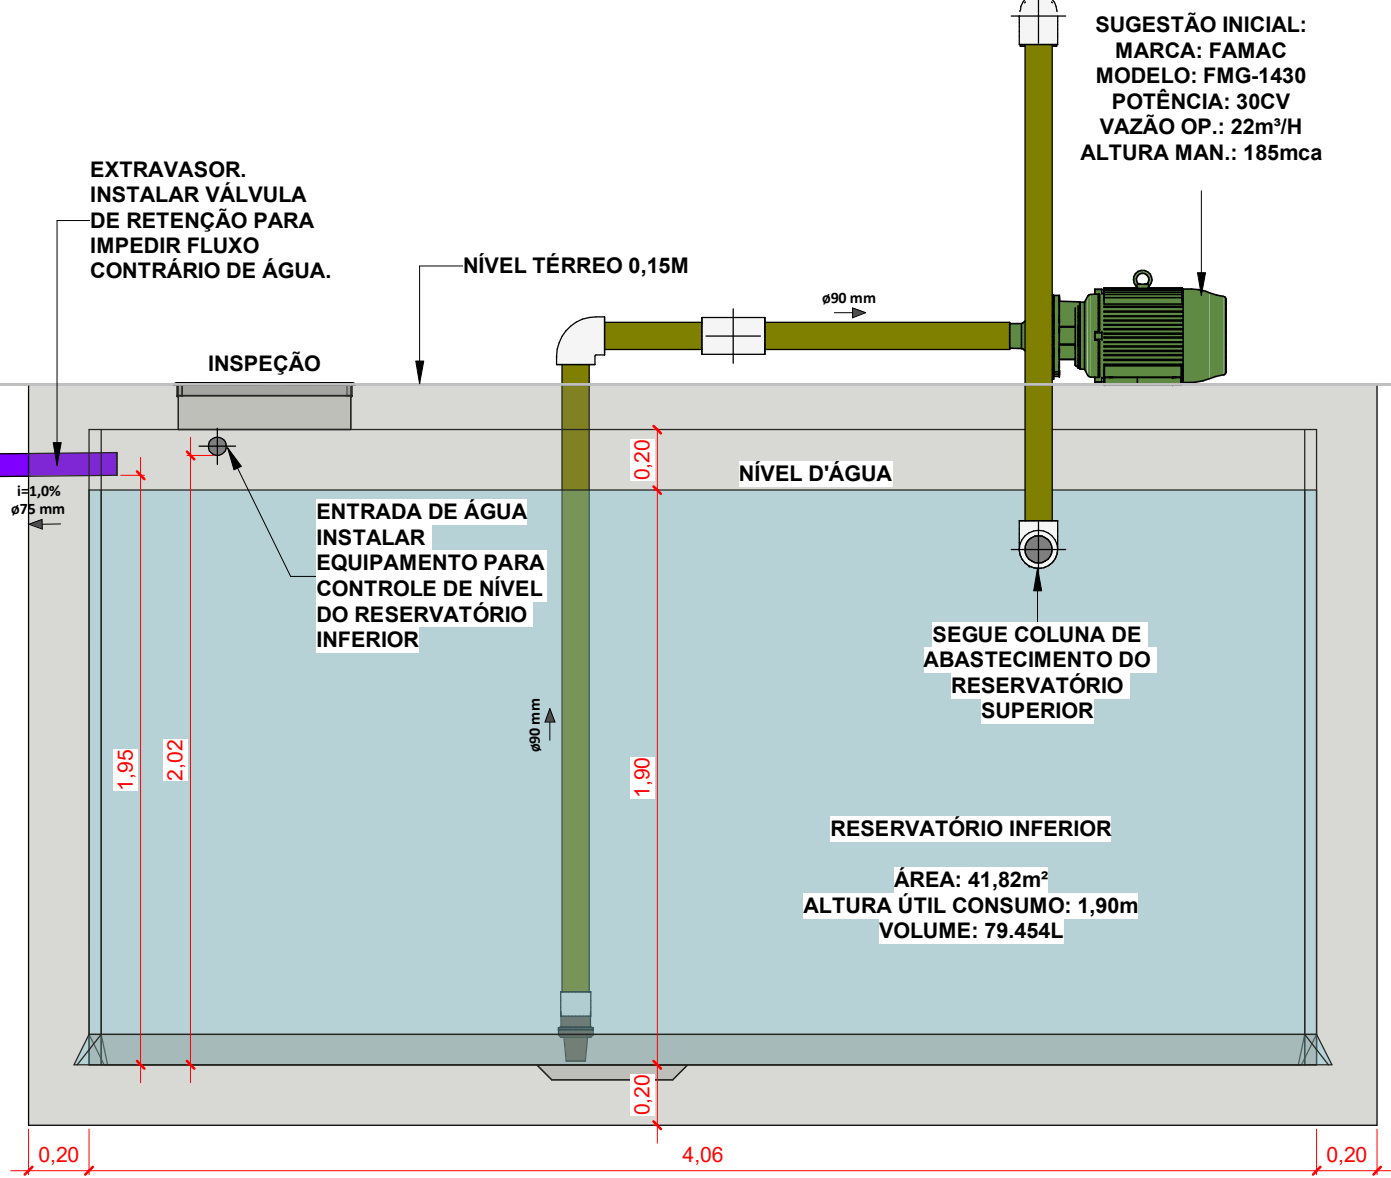 SUGESTÃO INICIAL:
MARCA: FAMAC
MODELO: FMG-1430
POTÊNCIA: 30CV
VAZÃO OP.: 22m³/H
ALTURA MAN.: 185mca
EXTRAVASOR.
INSTALAR VÁLVULA
DE RETENÇÃO PARA
IMPEDIR FLUXO
CONTRÁRIO DE ÁGUA.
NÍVEL TÉRREO 0,15M
ø90 mm
INSPEÇÃO
0,20
NÍVEL D'ÁGUA
i=1,0%
ø75 mm
ENTRADA DE ÁGUA
INSTALAR
EQUIPAMENTO PARA
CONTROLE DE NÍVEL
DO RESERVATÓRIO
INFERIOR
SEGUE COLUNA DE
ABASTECIMENTO DO
RESERVATÓRIO
SUPERIOR
ø90 mm
1,95
2,02
1,90
RESERVATÓRIO INFERIOR
ÁREA: 41,82m²
ALTURA ÚTIL CONSUMO: 1,90m
VOLUME: 79.454L
0,20
0,20
4,06
0,20